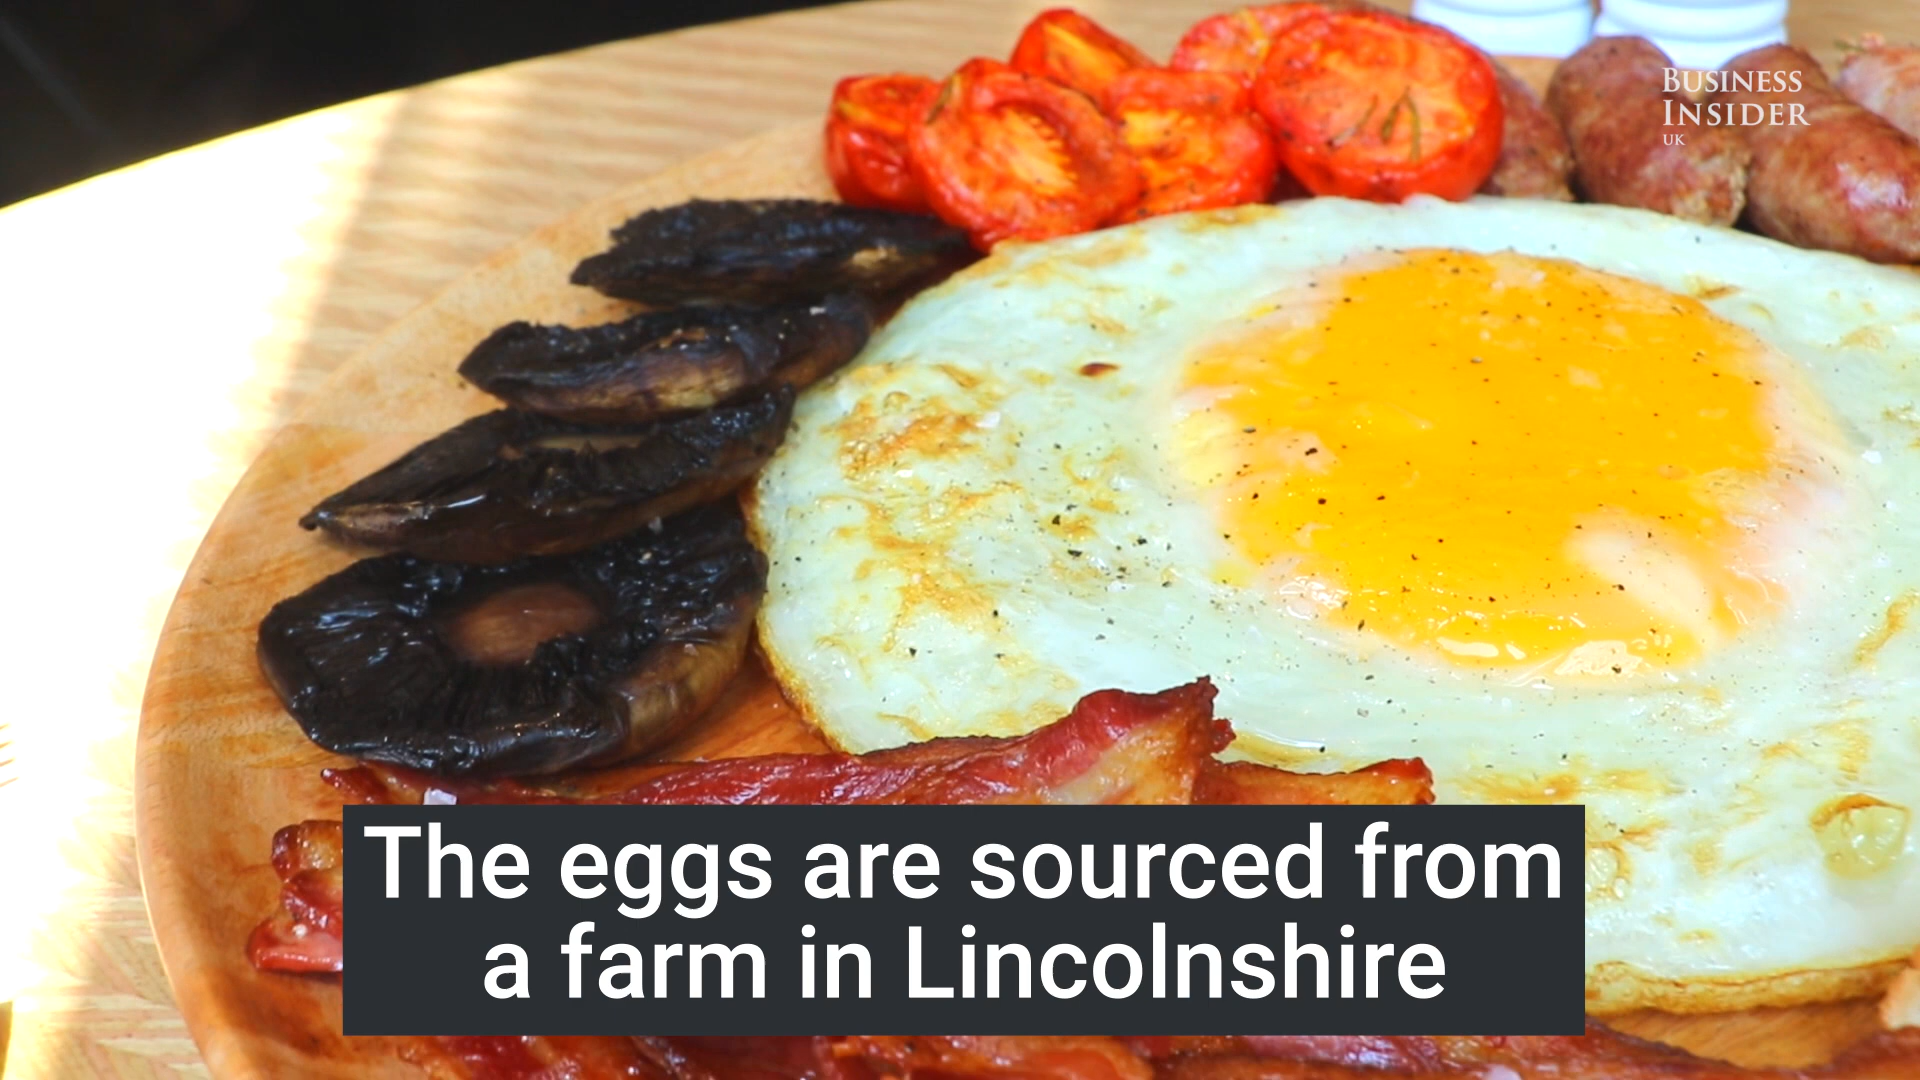 BUSINESS
INSIDER
UK
The eggs are sourced from
a farm in Lincolnshire